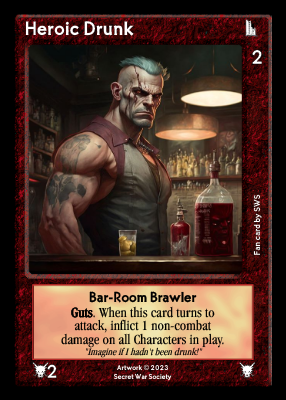 Heroic Drunk
2
Fan card by SWS
Bar-Room Brawler
Guts. When this card turns to
attack, inflict 1 non-combat
damage on all Characters in play.
"Imagine if I hadn't been drunk!"
2
Artwork © 2023
Secret War Society